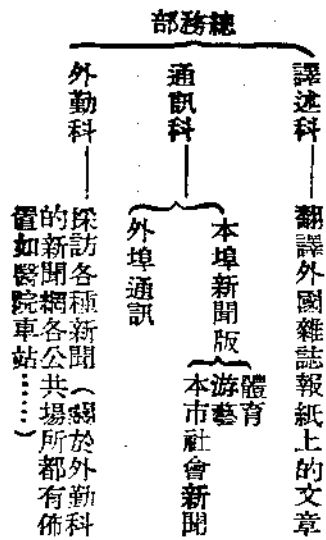 總務部
譯述科
翻譯外國雜誌報紙上的文章
通訊科
本埠新聞版
體育
游藝
本市社會新聞
外埠通訊
外勤科
採訪各種新聞（關於外勤科
的新聞網各公共場所都有佈
置如醫院車站……）